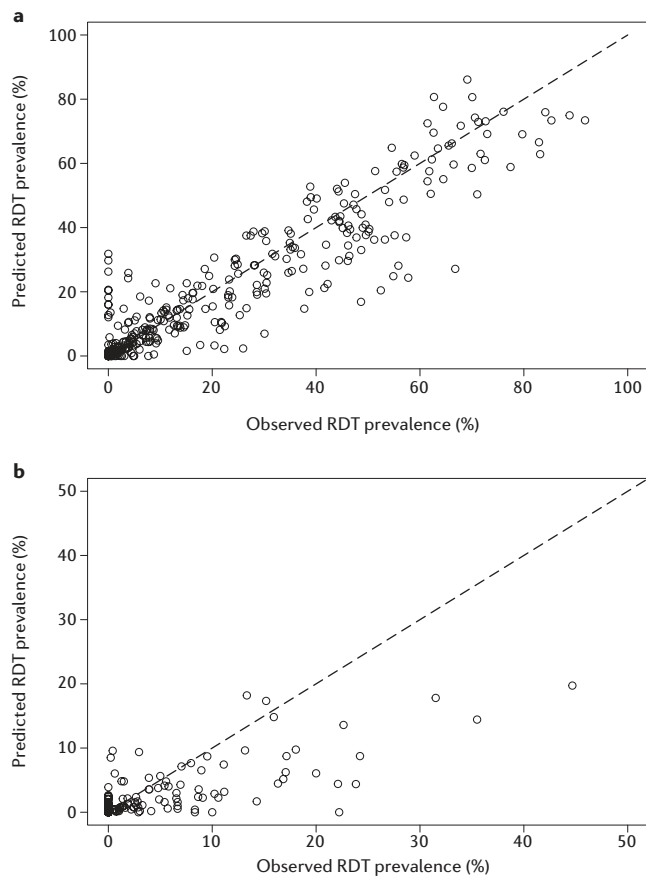 a
100
80
60
40
20
0
Predicted RDT prevalence (%)
0 20 40 60 80 100
Observed RDT prevalence (%)
b
50
40
30
20
10
0
Predicted RDT prevalence (%)
0 10 20 30 40 50
Observed RDT prevalence (%)